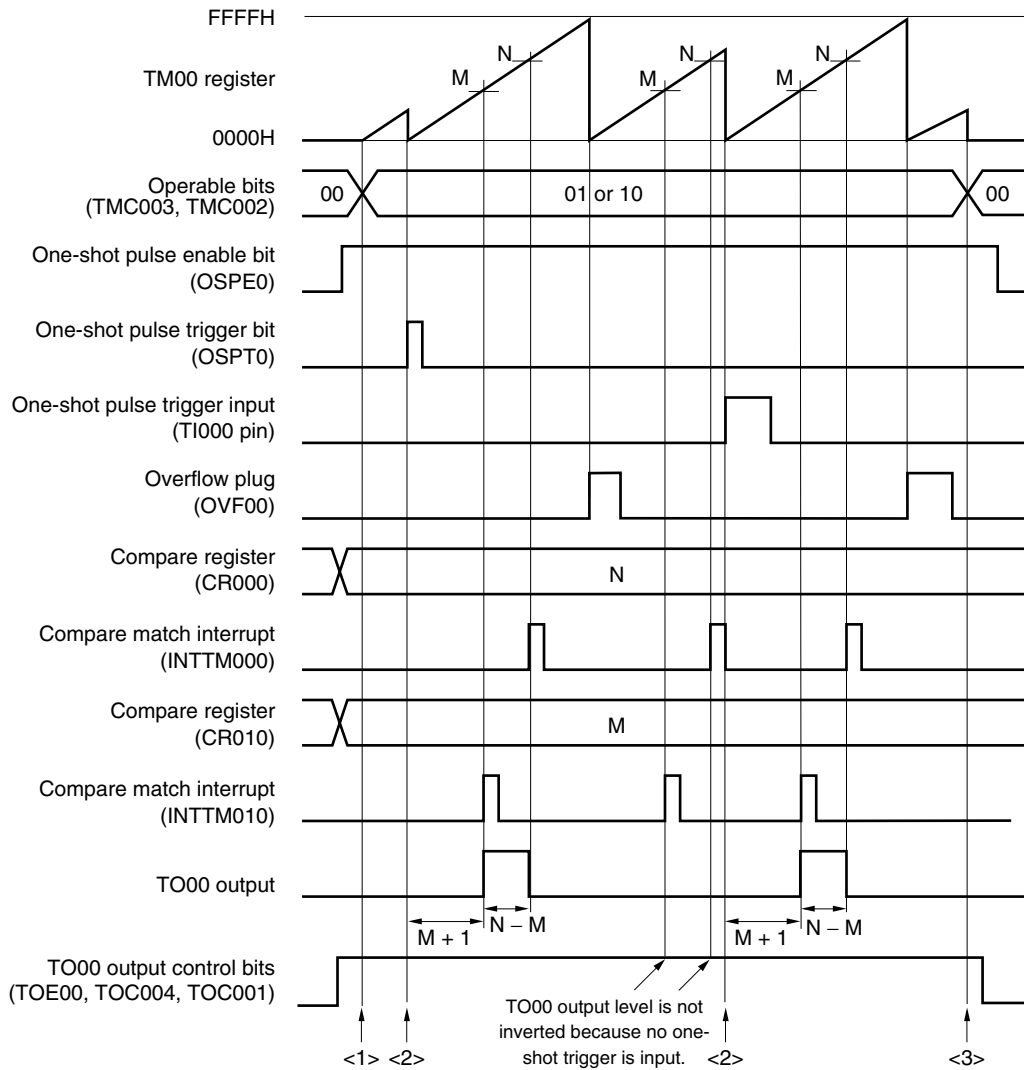 FFFFH
N
N
N
M
M
M
TM00 register
0000H
Operable bits
(TMC003, TMC002)
00
01 or 10
00
One-shot pulse enable bit
(OSPE0)
One-shot pulse trigger bit
(OSPT0)
One-shot pulse trigger input
(TI000 pin)
Overflow plug
(OVF00)
Compare register
(CR000)
N
Compare match interrupt
(INTTM000)
Compare register
(CR010)
M
Compare match interrupt
(INTTM010)
TO00 output
M + 1
N − M
M + 1
N − M
TO00 output control bits
(TOE00, TOC004, TOC001)
TO00 output level is not
inverted because no one-
shot trigger is input.
<1>
<2>
<2>
<3>